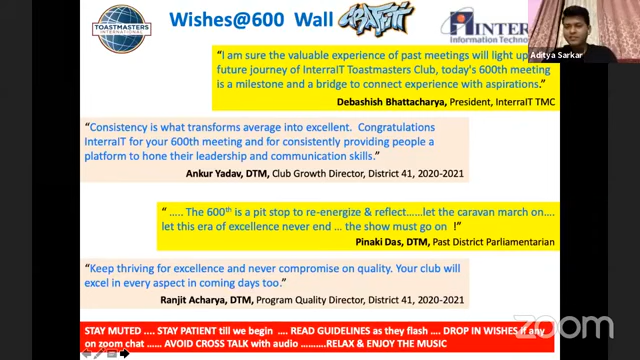 TOASTMASTERS
INTERNATIONAL
Wishes@600 Wall Graffiti
INTER
Information Techno
Aditya Sarkar
"I am sure the valuable experience of past meetings will light up
future journey of InterraIT Toastmasters Club, today's 600th meeting
is a milestone and a bridge to connect experience with aspirations."
Debashish Bhattacharya, President, InterraIT TMC
"Consistency is what transforms average into excellent. Congratulations
InterraIT for your 600th meeting and for consistently providing people a
platform to hone their leadership and communication skills."
Ankur Yadav, DTM, Club Growth Director, District 41, 2020-2021
" ..... The 600th is a pit stop to re-energize & reflect......let the caravan march on....
let this era of excellence never end ... the show must go on !"
Pinaki Das, DTM, Past District Parliamentarian
"Keep thriving for excellence and never compromise on quality. Your club will
excel in every aspect in coming days too."
Ranjit Acharya, DTM, Program Quality Director, District 41, 2020-2021
STAY MUTED .... STAY PATIENT till we begin .... READ GUIDELINES as they flash .... DROP IN WISHES if any
on zoom chat ...... AVOID CROSS TALK with audio ..........RELAX & ENJOY THE MUSIC
zoom